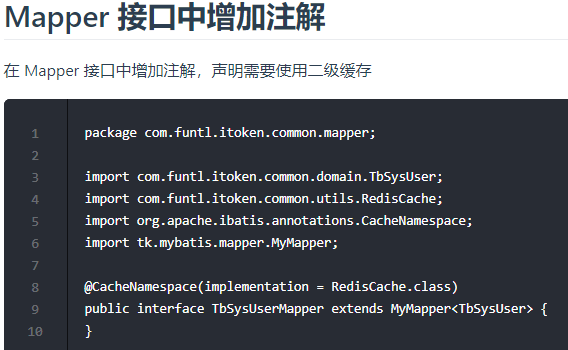 Mapper 接口中增加注解
在 Mapper 接口中增加注解，声明需要使用二级缓存
1 package com.funtl.itoken.common.mapper;
2
3 import com.funtl.itoken.common.domain.TbSysUser;
4 import com.funtl.itoken.common.utils.RedisCache;
5 import org.apache.ibatis.annotations.CacheNamespace;
6 import tk.mybatis.mapper.MyMapper;
7
8 @CacheNamespace(implementation = RedisCache.class)
9 public interface TbSysUserMapper extends MyMapper<TbSysUser> {
10 }